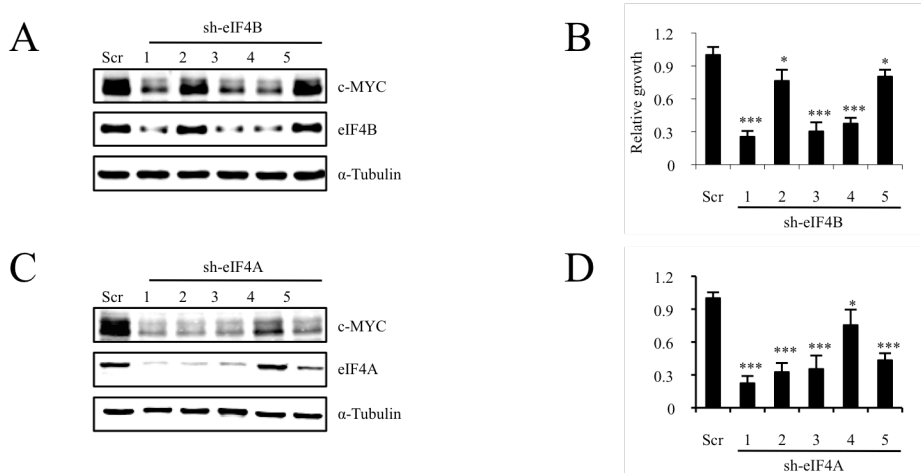 A
sh-eIF4B
Scr 1 2 3 4 5
c-MYC
eIF4B
α-Tubulin
B
Relative growth
1.2
0.9
0.6
0.3
0
* * 
*** *** ***
Scr 1 2 3 4 5
sh-eIF4B
C
sh-eIF4A
Scr 1 2 3 4 5
c-MYC
eIF4A
α-Tubulin
D
1.2
0.9
0.6
0.3
0
*
*** *** *** ***
Scr 1 2 3 4 5
sh-eIF4A